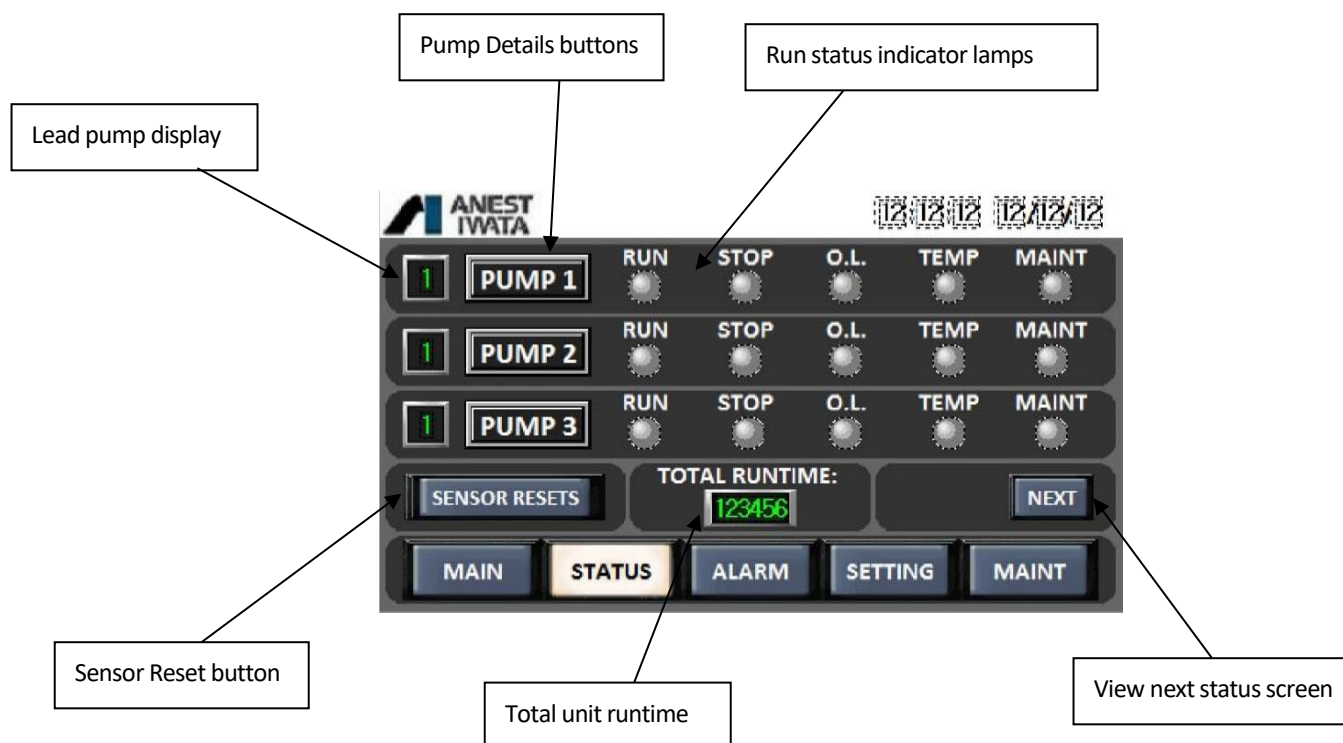 Pump Details buttons
Run status indicator lamps
Lead pump display
ANEST
IWATA
12:12:12 12/12/12
1 PUMP 1 RUN STOP O.L. TEMP MAINT
1 PUMP 2 RUN STOP O.L. TEMP MAINT
1 PUMP 3 RUN STOP O.L. TEMP MAINT
SENSOR RESETS
TOTAL RUNTIME:
123456
NEXT
MAIN STATUS ALARM SETTING MAINT
Sensor Reset button
Total unit runtime
View next status screen